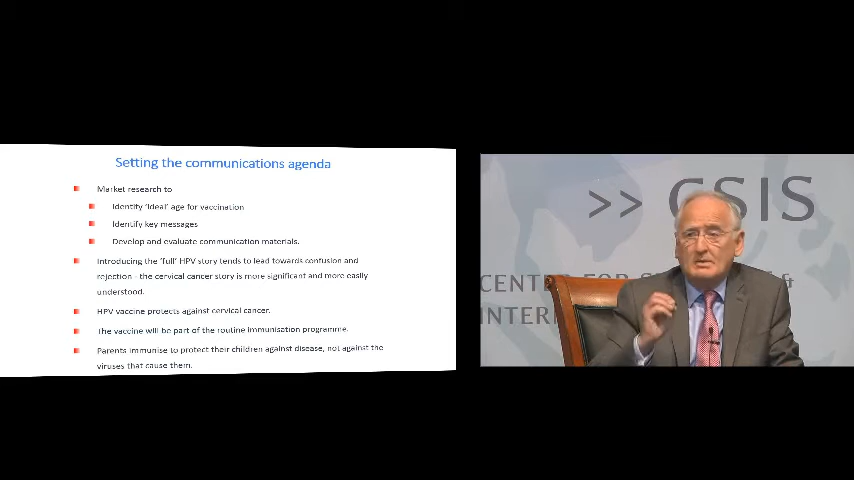 Setting the communications agenda
Market research to
Identify 'ideal' age for vaccination
Identify key messages
Develop and evaluate communication materials.
Introducing the 'full' HPV story tends to lead towards confusion and
rejection - the cervical cancer story is more significant and more easily
understood.
HPV vaccine protects against cervical cancer.
The vaccine will be part of the routine immunisation programme.
Parents immunise to protect their children against disease, not against the
viruses that cause them.
>> CSIS
CENTER FOR S &
INTER